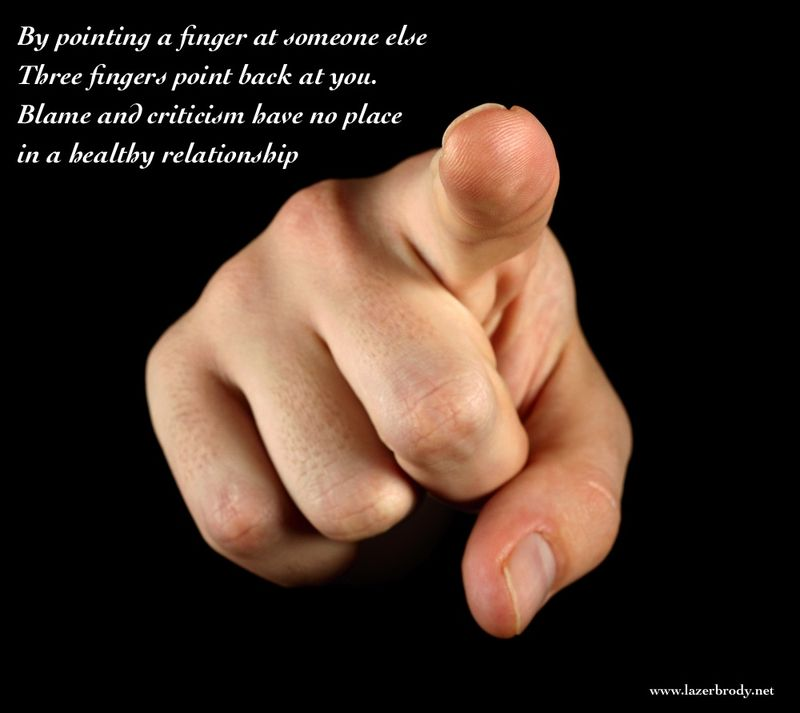 By pointing a finger at someone else
Three fingers point back at you.
Blame and criticism have no place
in a healthy relationship
www.lazerbrody.net